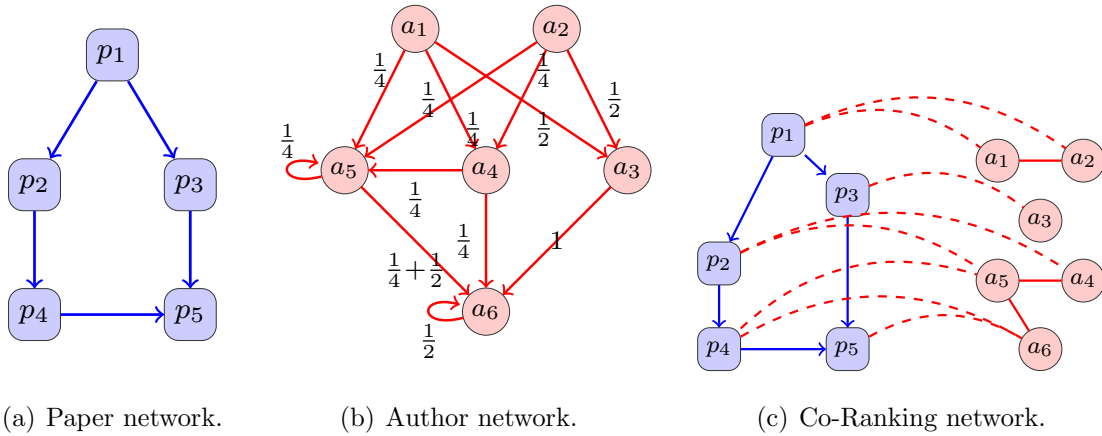 p₁
p₂
p₃
p₄
p₅
a₁
a₂
1/4
1/4
1/4
1/4
1/2
1/4
1/2
1/4
a₅
a₄
a₃
1/4
1/4
1
1/4 + 1/2
a₆
1/2
p₁
a₁
a₂
p₃
a₃
p₂
a₅
a₄
p₄
p₅
a₆
(a) Paper network.
(b) Author network.
(c) Co-Ranking network.